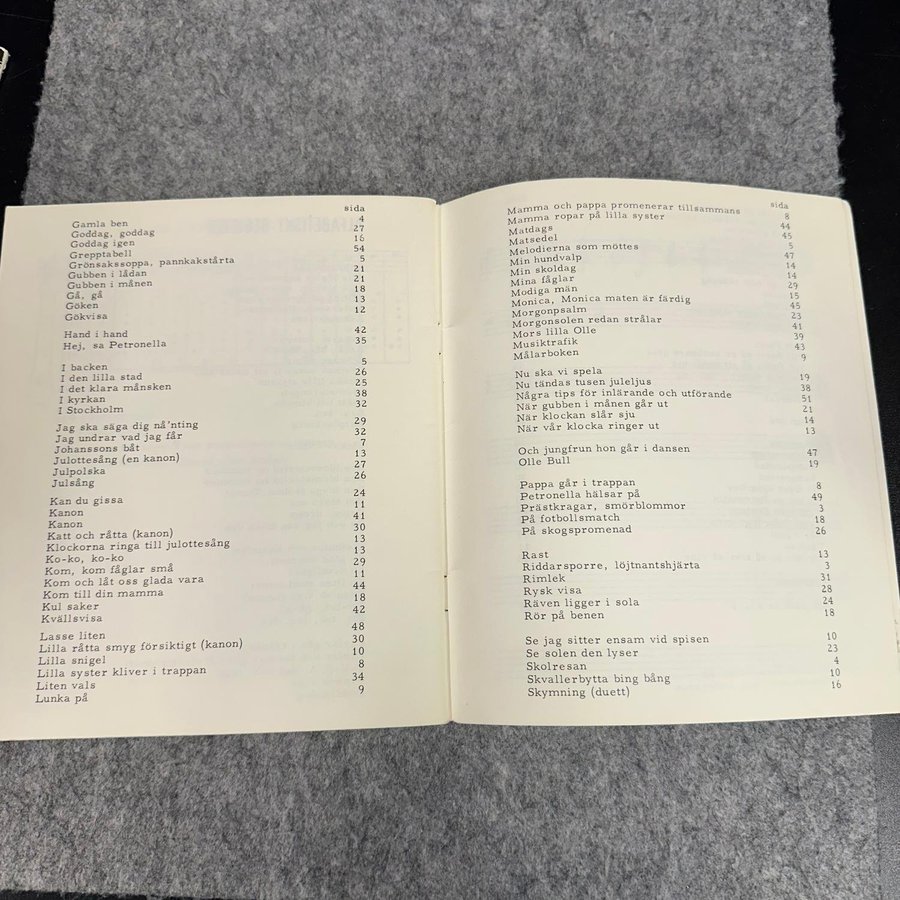 sida
Gamla ben 4
Goddag, goddag 27
Goddag igen 16
Grepptabell 54
Grönsakssoppa, pannkakstårta 5
Gubben i lådan 21
Gubben i månen 21
Gå, gå 18
Göken 13
Gökvisa 12
Hand i hand 42
Hej, sa Petronella 35
I backen 5
I den lilla stad 26
I det klara månsken 25
I kyrkan 38
I Stockholm 32
Jag ska säga dig nå'nting 29
Jag undrar vad jag får 32
Johanssons båt 7
Julottesång (en kanon) 13
Julpolska 27
Julsång 26
Kan du gissa 24
Kanon 11
Kanon 41
Katt och råtta (kanon) 30
Klockorna ringa till julottesång 13
Ko-ko, ko-ko 13
Kom, kom fåglar små 29
Kom och låt oss glada vara 11
Kom till din mamma 44
Kul saker 18
Kvällsvisa 42
Lasse liten 48
Lilla råtta smyg försiktigt (kanon) 30
Lilla snigel 10
Lilla syster kliver i trappan 8
Liten vals 34
Lunka på 9
sida
Mamma och pappa promenerar tillsammans 8
Mamma ropar på lilla syster 44
Matdags 45
Matsedel 5
Melodierna som möttes 47
Min hundvalp 14
Min skoldag 14
Mina fåglar 29
Modiga män 15
Monica, Monica maten är färdig 45
Morgonpsalm 23
Morgonsolen redan strålar 41
Mors lilla Olle 39
Musiktrafik 43
Målarboken 9
Nu ska vi spela 19
Nu tändas tusen juleljus 38
Några tips för inlärande och utförande 51
När gubben i månen går ut 21
När klockan slår sju 14
När vår klocka ringer ut 13
Och jungfrun hon går i dansen 47
Olle Bull 19
Pappa går i trappan 8
Petronella hälsar på 49
Prästkragar, smörblommor 3
På fotbollsmatch 18
På skogspromenad 26
Rast 13
Riddarsporre, löjtnantshjärta 3
Rimlek 31
Rysk visa 28
Räven ligger i sola 24
Rör på benen 18
Se jag sitter ensam vid spisen 10
Se solen den lyser 23
Skolresan 4
Skvallerbytta bing bång 10
Skymning (duett) 16